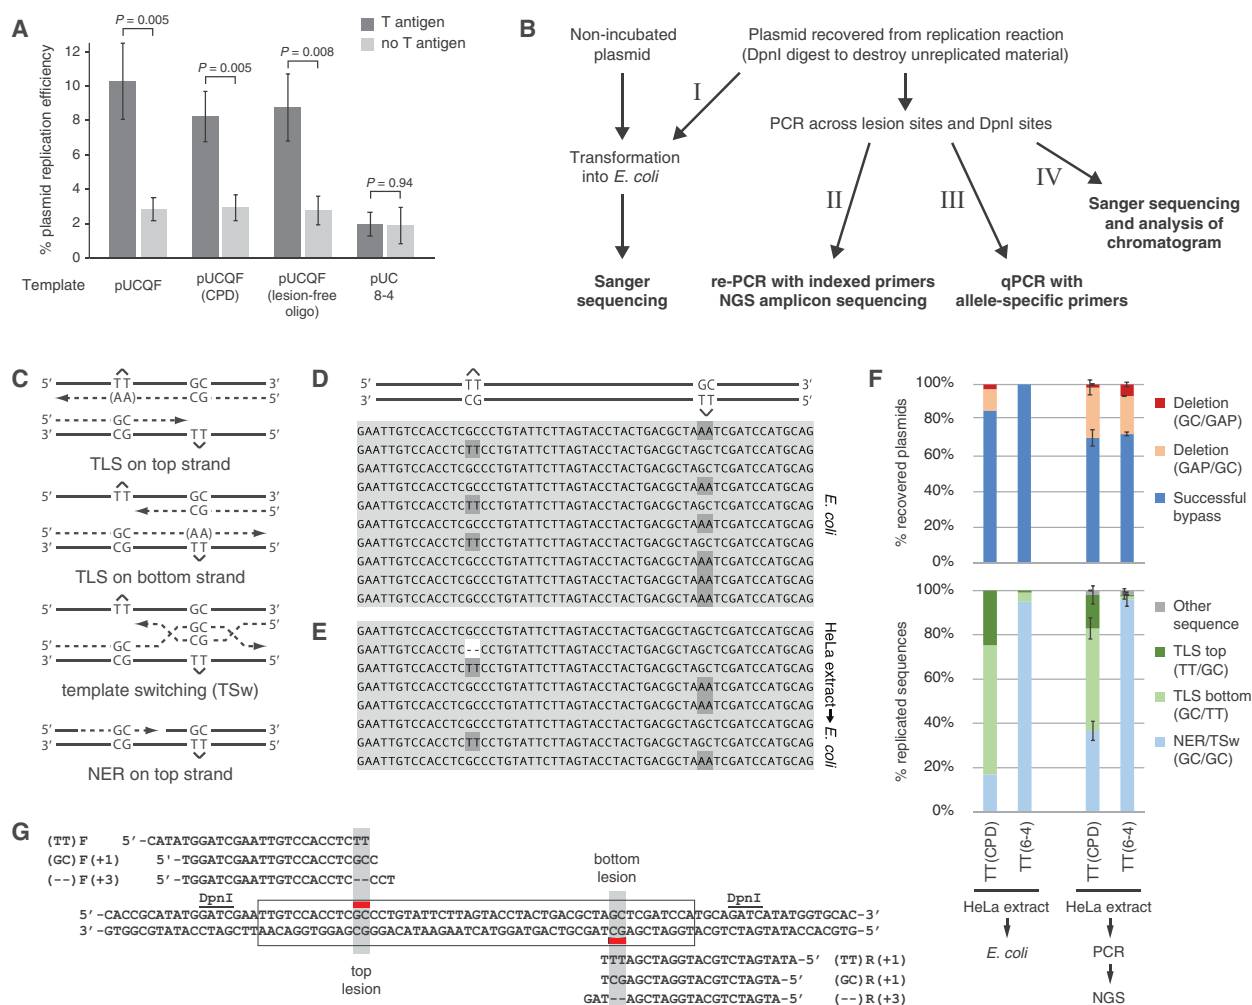 A
P = 0.005
P = 0.005
P = 0.008
P = 0.94
T antigen
no T antigen
% plasmid replication efficiency
12
10
8
6
4
2
0
Template
pUCQF
pUCQF
(CPD)
pUCQF
(lesion-free
oligo)
pUC
8-4
B
Non-incubated
plasmid
Plasmid recovered from replication reaction
(DpnI digest to destroy unreplicated material)
I
PCR across lesion sites and DpnI sites
Transformation
into E. coli
II
III
IV
Sanger
sequencing
re-PCR with indexed primers
NGS amplicon sequencing
qPCR with
allele-specific primers
Sanger sequencing
and analysis of
chromatogram
C
5′ TT GC 3′
(AA) CG 5′
GC
3′ CG TT 5′
TLS on top strand
5′ TT GC 3′
CG 5′
5′ GC (AA)
3′ CG TT 5′
TLS on bottom strand
5′ TT GC 3′
GC 5′
CG
5′ GC
3′ CG TT 5′
template switching (TSw)
5′ GC GC 3′
3′ CG TT 5′
NER on top strand
D
5′ TT GC 3′
3′ CG TT 5′
GAATTGTCCACCTCGCCCTGTATTCTTAGTACCTACTGACGCTAAATCGATCCATGCAG
GAATTGTCCACCTCTTCCTGTATTCTTAGTACCTACTGACGCTAGCTCGATCCATGCAG
GAATTGTCCACCTCGCCCTGTATTCTTAGTACCTACTGACGCTAGCTCGATCCATGCAG
GAATTGTCCACCTCGCCCTGTATTCTTAGTACCTACTGACGCTAAATCGATCCATGCAG
GAATTGTCCACCTCTTCCTGTATTCTTAGTACCTACTGACGCTAGCTCGATCCATGCAG
GAATTGTCCACCTCGCCCTGTATTCTTAGTACCTACTGACGCTAAATCGATCCATGCAG
GAATTGTCCACCTCTTCCTGTATTCTTAGTACCTACTGACGCTAGCTCGATCCATGCAG
GAATTGTCCACCTCGCCCTGTATTCTTAGTACCTACTGACGCTAAATCGATCCATGCAG
GAATTGTCCACCTCGCCCTGTATTCTTAGTACCTACTGACGCTAAATCGATCCATGCAG
GAATTGTCCACCTCGCCCTGTATTCTTAGTACCTACTGACGCTAAATCGATCCATGCAG
E. coli
E
GAATTGTCCACCTCGCCCTGTATTCTTAGTACCTACTGACGCTAGCTCGATCCATGCAG
GAATTGTCCACCTC--CCTGTATTCTTAGTACCTACTGACGCTAGCTCGATCCATGCAG
GAATTGTCCACCTCTTCCTGTATTCTTAGTACCTACTGACGCTAGCTCGATCCATGCAG
GAATTGTCCACCTCGCCCTGTATTCTTAGTACCTACTGACGCTAAATCGATCCATGCAG
GAATTGTCCACCTCGCCCTGTATTCTTAGTACCTACTGACGCTAAATCGATCCATGCAG
GAATTGTCCACCTCGCCCTGTATTCTTAGTACCTACTGACGCTAGCTCGATCCATGCAG
GAATTGTCCACCTCTTCCTGTATTCTTAGTACCTACTGACGCTAGCTCGATCCATGCAG
GAATTGTCCACCTCGCCCTGTATTCTTAGTACCTACTGACGCTAAATCGATCCATGCAG
HeLa extract E. coli
F
% recovered plasmids
100%
80%
60%
40%
20%
0%
Deletion
(GC/GAP)
Deletion
(GAP/GC)
Successful
bypass
% replicated sequences
100%
80%
60%
40%
20%
0%
Other
sequence
TLS top
(TT/GC)
TLS bottom
(GC/TT)
NER/TSw
(GC/GC)
TT(CPD)
TT(6-4)
TT(CPD)
TT(6-4)
HeLa extract
E. coli
HeLa extract
PCR
NGS
G
(TT)F 5′-CATATGGATCGAATTGTCCACCTCTT
(GC)F(+1) 5'-TGGATCGAATTGTCCACCTCGCC
(--)F(+3) 5′-TGGATCGAATTGTCCACCTC--CCT
bottom
lesion
DpnI
DpnI
5′-CACCGCATATGGATCGAATTGTCCACCTCGCCCTGTATTCTTAGTACCTACTGACGCTAGCTCGATCCATGCAGATCATATGGTGCAC-3′
3′-GTGGCGTATACCTAGCTTAACAGGTGGAGCGGGACATAAGAATCATGGATGACTGCGATCGAGCTAGGTACGTCTAGTATACCACGTG-5′
top
lesion
TTTAGCTAGGTACGTCTAGTATA-5′ (TT)R(+1)
TCGAGCTAGGTACGTCTAGTA-5′ (GC)R(+1)
GAT--AGCTAGGTACGTCTAGTA-5′ (--)R(+3)